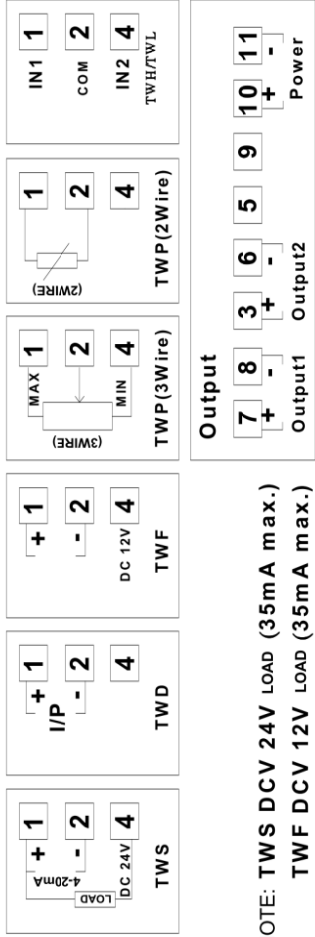 + 1
4-20mA
- 2
LOAD
DC 24V 4
TWS
+ 1
I/P
- 2
4
TWD
+ 1
- 2
DC 12V 4
TWF
MAX 1
(3WIRE) 2
MIN 4
TWP(3Wire)
1
(2WIRE) 2
4
TWP(2Wire)
IN1 1
COM 2
IN2 4
TWH/TWL
OTE: TWS DCV 24V LOAD (35mA max.)
TWF DCV 12V LOAD (35mA max.)
Output
7 8 3 6 5 9 10 11
+ - + - + -
Output1 Output2 Power